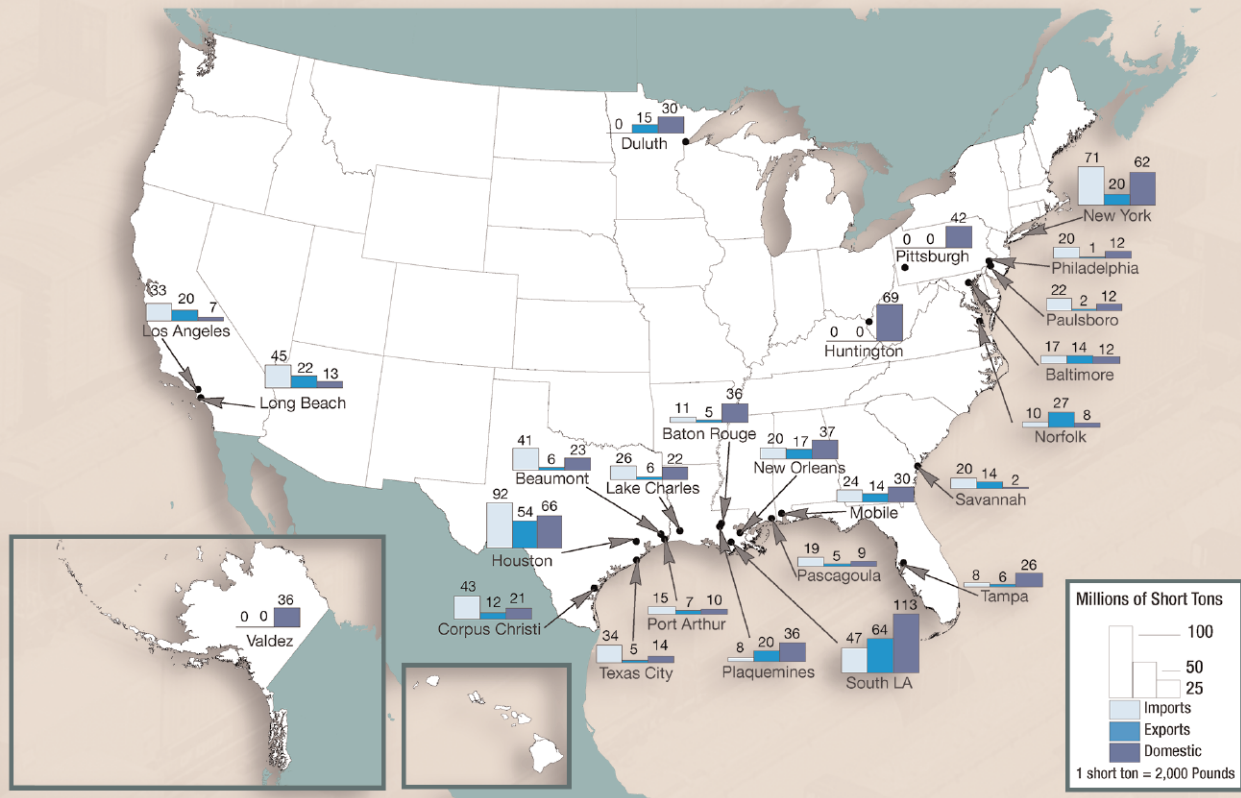 0 15 30
Duluth
71 20 62
New York
0 0 42
Pittsburgh
20 1 12
Philadelphia
33 20 7
Los Angeles
0 0 69
Huntington
22 2 12
Paulsboro
17 14 12
Baltimore
45 22 13
Long Beach
11 5 36
Baton Rouge
10 27 8
Norfolk
41 6 23
Beaumont
26 6 22
Lake Charles
20 17 37
New Orleans
20 14 2
Savannah
24 14 30
Mobile
92 54 66
Houston
19 5 9
Pascagoula
8 6 26
Tampa
43 12 21
Corpus Christi
15 7 10
Port Arthur
0 0 36
Valdez
34 5 14
Texas City
8 20 36
Plaquemines
47 64 113
South LA
Millions of Short Tons
100
50
25
Imports
Exports
Domestic
1 short ton = 2,000 Pounds